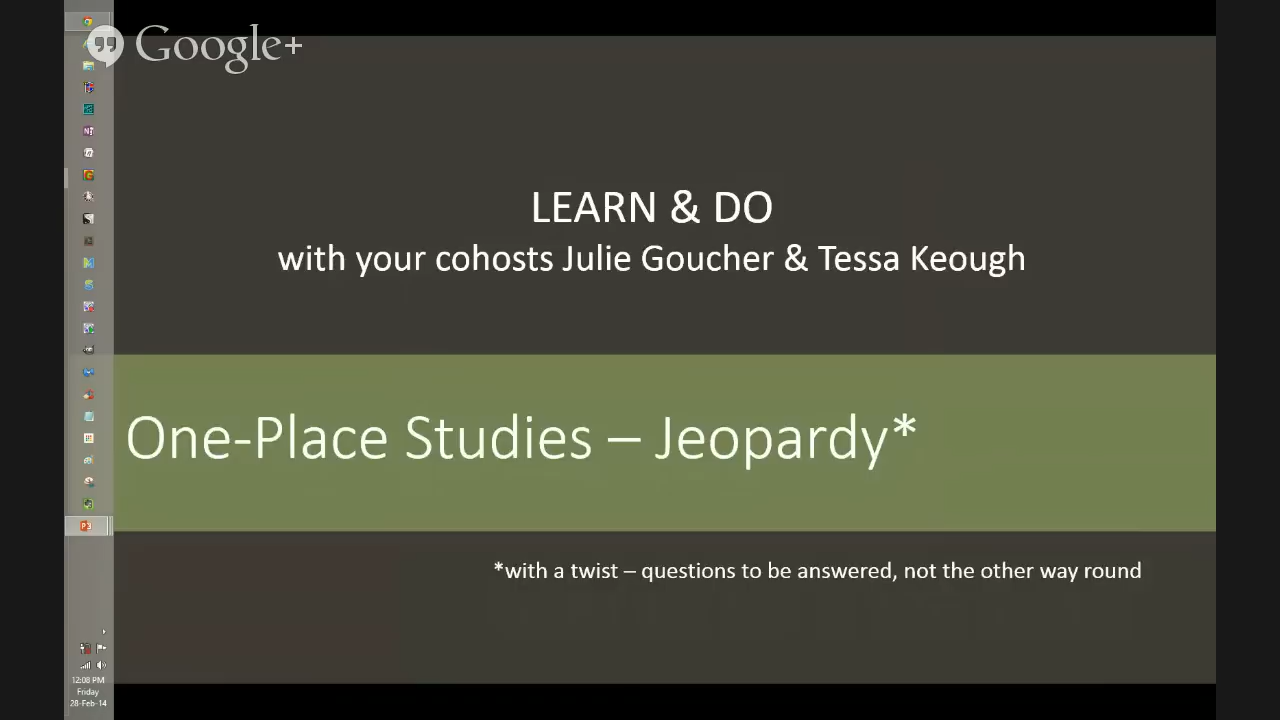 Google+
LEARN & DO
with your cohosts Julie Goucher & Tessa Keough
One-Place Studies – Jeopardy*
*with a twist – questions to be answered, not the other way round
12:08 PM
Friday
28-Feb-14